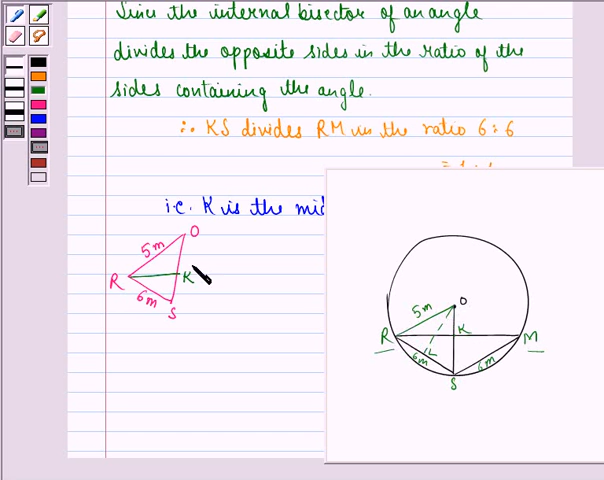 Since the internal bisector of an angle
divides the opposite sides in the ratio of the
sides containing the angle.
∴ KS divides RM in the ratio 6:6
i.e. K is the
O
5m
R
K
6m
S
O
5m
R
K
M
L
6m
6m
S